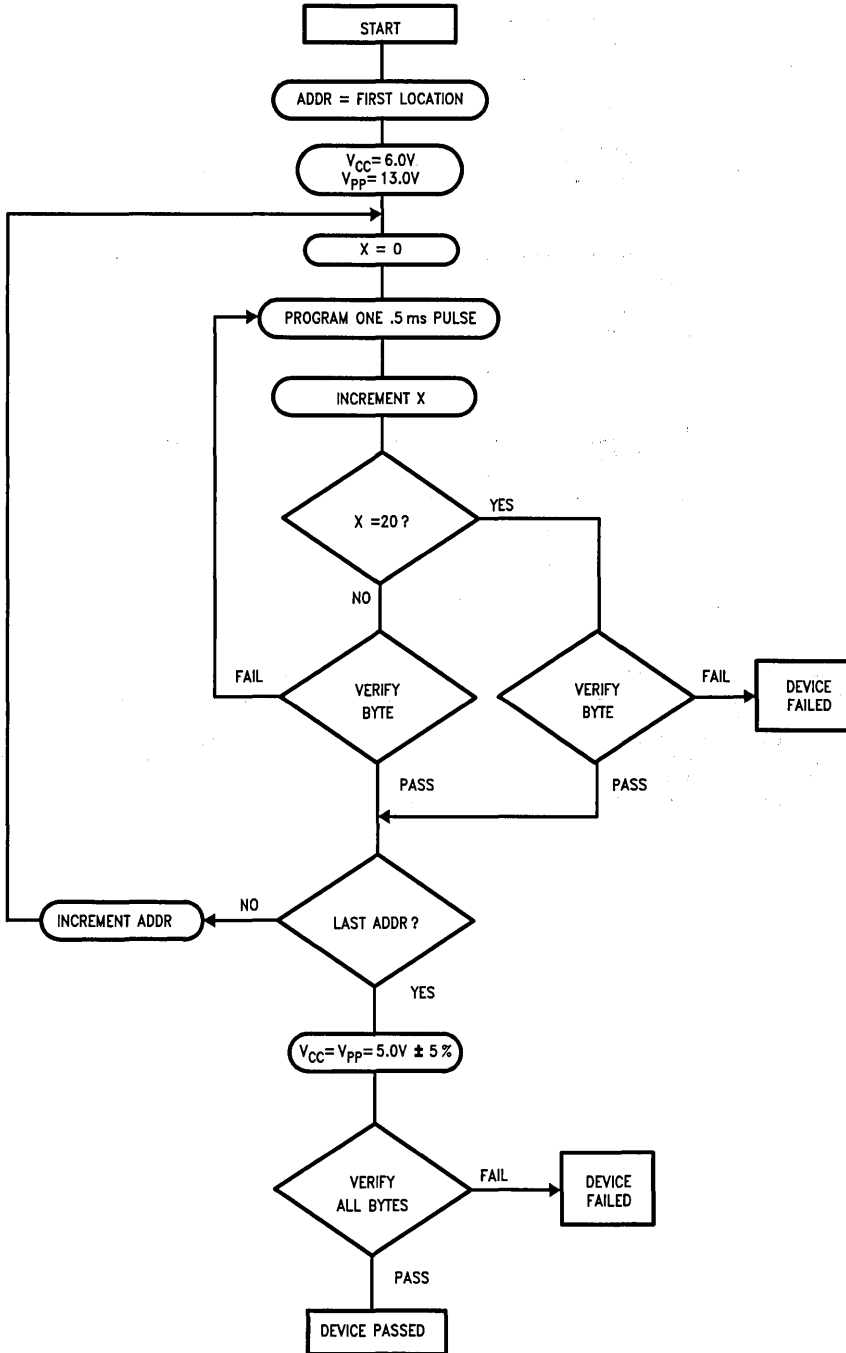 START
ADDR = FIRST LOCATION
VCC= 6.0V
VPP= 13.0V
X = 0
PROGRAM ONE .5 ms PULSE
INCREMENT X
X =20 ?
YES
NO
FAIL
VERIFY
BYTE
VERIFY
BYTE
FAIL
DEVICE
FAILED
PASS
PASS
INCREMENT ADDR
NO
LAST ADDR ?
YES
VCC= VPP= 5.0V ± 5 %
VERIFY
ALL BYTES
FAIL
DEVICE
FAILED
PASS
DEVICE PASSED